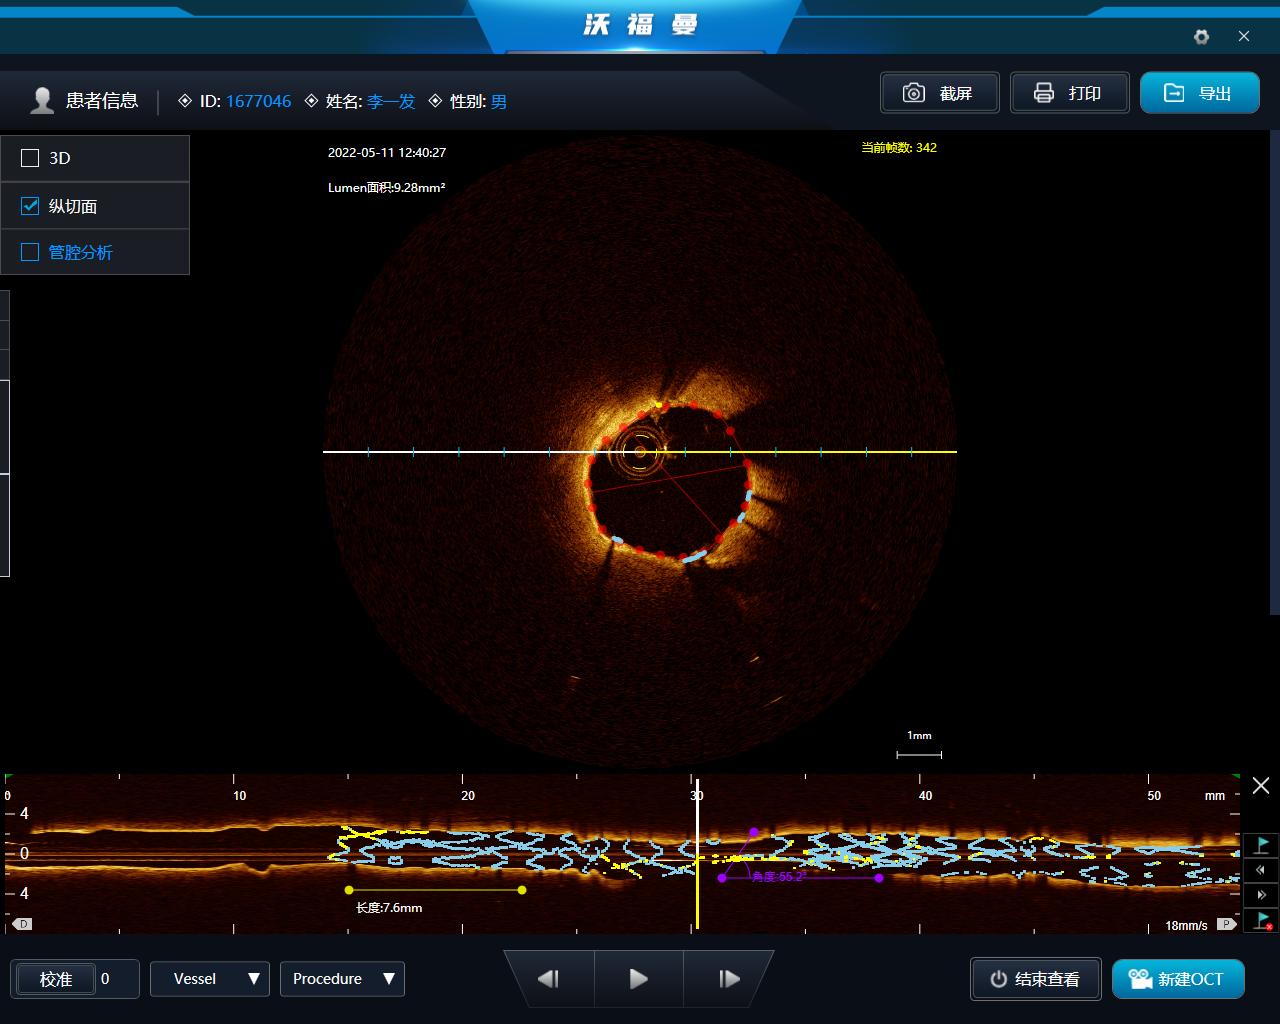 沃福曼
患者信息 ID: 1677046 姓名: 李一发 性别: 男
截屏 打印 导出
3D
纵切面
管腔分析
2022-05-11 12:40:27
当前帧数: 342
Lumen面积:9.28mm²
1mm
0 10 20 30 40 50 mm
4
0
4
角度:55.2°
长度:7.6mm
D
18mm/s P
校准 0 Vessel Procedure 结束查看 新建OCT